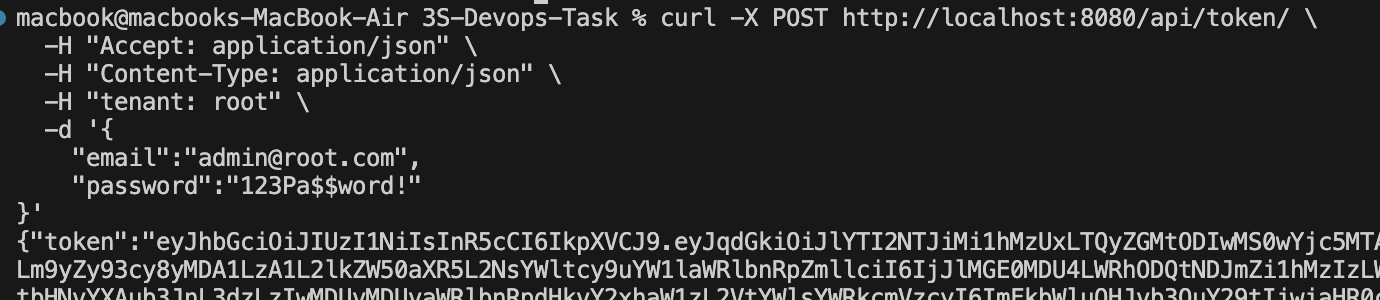 macbook@macbooks-MacBook-Air 3S-Devops-Task % curl -X POST http://localhost:8080/api/token/ \
-H "Accept: application/json" \
-H "Content-Type: application/json" \
-H "tenant: root" \
-d '{
"email":"admin@root.com",
"password":"123Pa$$word!"
}'
{"token":"eyJhbGciOiJIUzI1NiIsInR5cCI6IkpXVCJ9.eyJqdGkiOiJlYTI2NTJiMi1hMzUxLTQyZGMtODIwMS0wYjc5MTA
Lm9yZy93cy8yMDA1LzA1L2lkZW50aXR5L2NsYWltcy9uYW1laWRlbnRpZmllciI6IjJlMGE0MDU4LWRhODQtNDJmZi1hMzIzLW